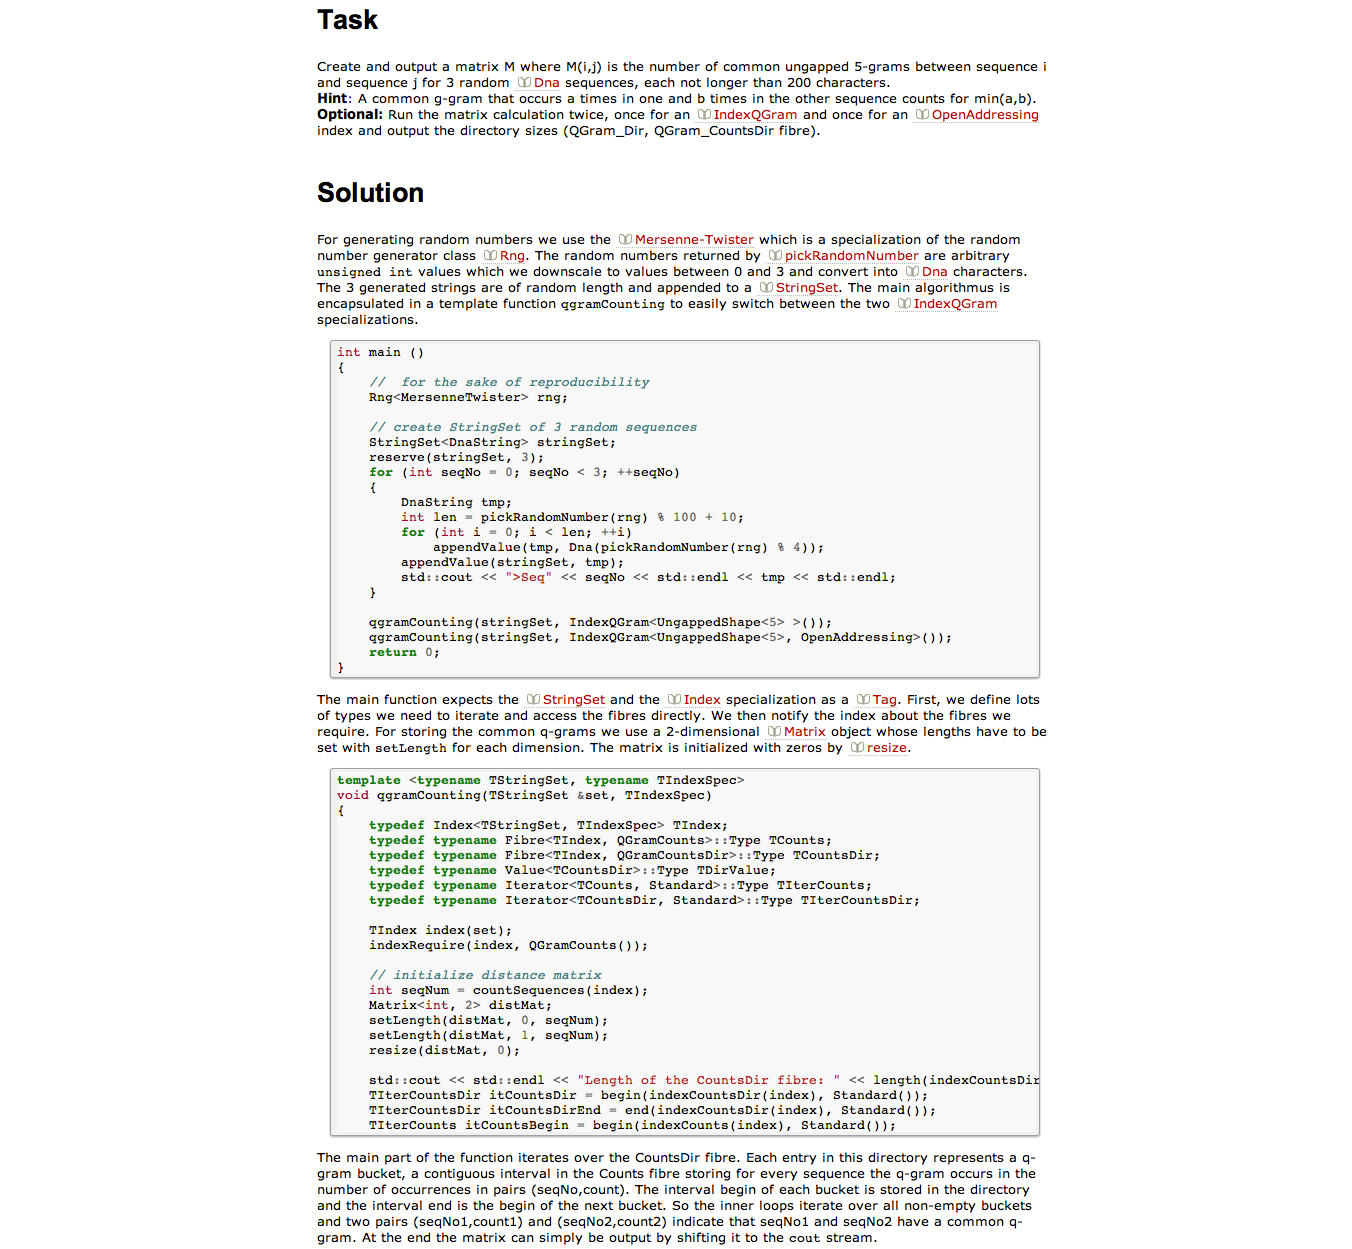 Task
Create and output a matrix M where M(i,j) is the number of common ungapped 5-grams between sequence i
and sequence j for 3 random Dna sequences, each not longer than 200 characters.
Hint: A common g-gram that occurs a times in one and b times in the other sequence counts for min(a,b).
Optional: Run the matrix calculation twice, once for an IndexQGram and once for an OpenAddressing
index and output the directory sizes (QGram_Dir, QGram_CountsDir fibre).
Solution
For generating random numbers we use the Mersenne-Twister which is a specialization of the random
number generator class Rng. The random numbers returned by pickRandomNumber are arbitrary
unsigned int values which we downscale to values between 0 and 3 and convert into Dna characters.
The 3 generated strings are of random length and appended to a StringSet. The main algorithmus is
encapsulated in a template function qgramCounting to easily switch between the two IndexQGram
specializations.
int main ()
{
    //  for the sake of reproducibility
    Rng<MersenneTwister> rng;

    // create StringSet of 3 random sequences
    StringSet<DnaString> stringSet;
    reserve(stringSet, 3);
    for (int seqNo = 0; seqNo < 3; ++seqNo)
    {
        DnaString tmp;
        int len = pickRandomNumber(rng) % 100 + 10;
        for (int i = 0; i < len; ++i)
            appendValue(tmp, Dna(pickRandomNumber(rng) % 4));
        appendValue(stringSet, tmp);
        std::cout << ">Seq" << seqNo << std::endl << tmp << std::endl;
    }

    qgramCounting(stringSet, IndexQGram<UngappedShape<5> >());
    qgramCounting(stringSet, IndexQGram<UngappedShape<5>, OpenAddressing>());
    return 0;
}
The main function expects the StringSet and the Index specialization as a Tag. First, we define lots
of types we need to iterate and access the fibres directly. We then notify the index about the fibres we
require. For storing the common q-grams we use a 2-dimensional Matrix object whose lengths have to be
set with setLength for each dimension. The matrix is initialized with zeros by resize.
template <typename TStringSet, typename TIndexSpec>
void qgramCounting(TStringSet &set, TIndexSpec)
{
    typedef Index<TStringSet, TIndexSpec> TIndex;
    typedef typename Fibre<TIndex, QGramCounts>::Type TCounts;
    typedef typename Fibre<TIndex, QGramCountsDir>::Type TCountsDir;
    typedef typename Value<TCountsDir>::Type TDirValue;
    typedef typename Iterator<TCounts, Standard>::Type TIterCounts;
    typedef typename Iterator<TCountsDir, Standard>::Type TIterCountsDir;

    TIndex index(set);
    indexRequire(index, QGramCounts());

    // initialize distance matrix
    int seqNum = countSequences(index);
    Matrix<int, 2> distMat;
    setLength(distMat, 0, seqNum);
    setLength(distMat, 1, seqNum);
    resize(distMat, 0);

    std::cout << std::endl << "Length of the CountsDir fibre: " << length(indexCountsDir
    TIterCountsDir itCountsDir = begin(indexCountsDir(index), Standard());
    TIterCountsDir itCountsDirEnd = end(indexCountsDir(index), Standard());
    TIterCounts itCountsBegin = begin(indexCounts(index), Standard());
The main part of the function iterates over the CountsDir fibre. Each entry in this directory represents a q-
gram bucket, a contiguous interval in the Counts fibre storing for every sequence the q-gram occurs in the
number of occurrences in pairs (seqNo,count). The interval begin of each bucket is stored in the directory
and the interval end is the begin of the next bucket. So the inner loops iterate over all non-empty buckets
and two pairs (seqNo1,count1) and (seqNo2,count2) indicate that seqNo1 and seqNo2 have a common q-
gram. At the end the matrix can simply be output by shifting it to the cout stream.